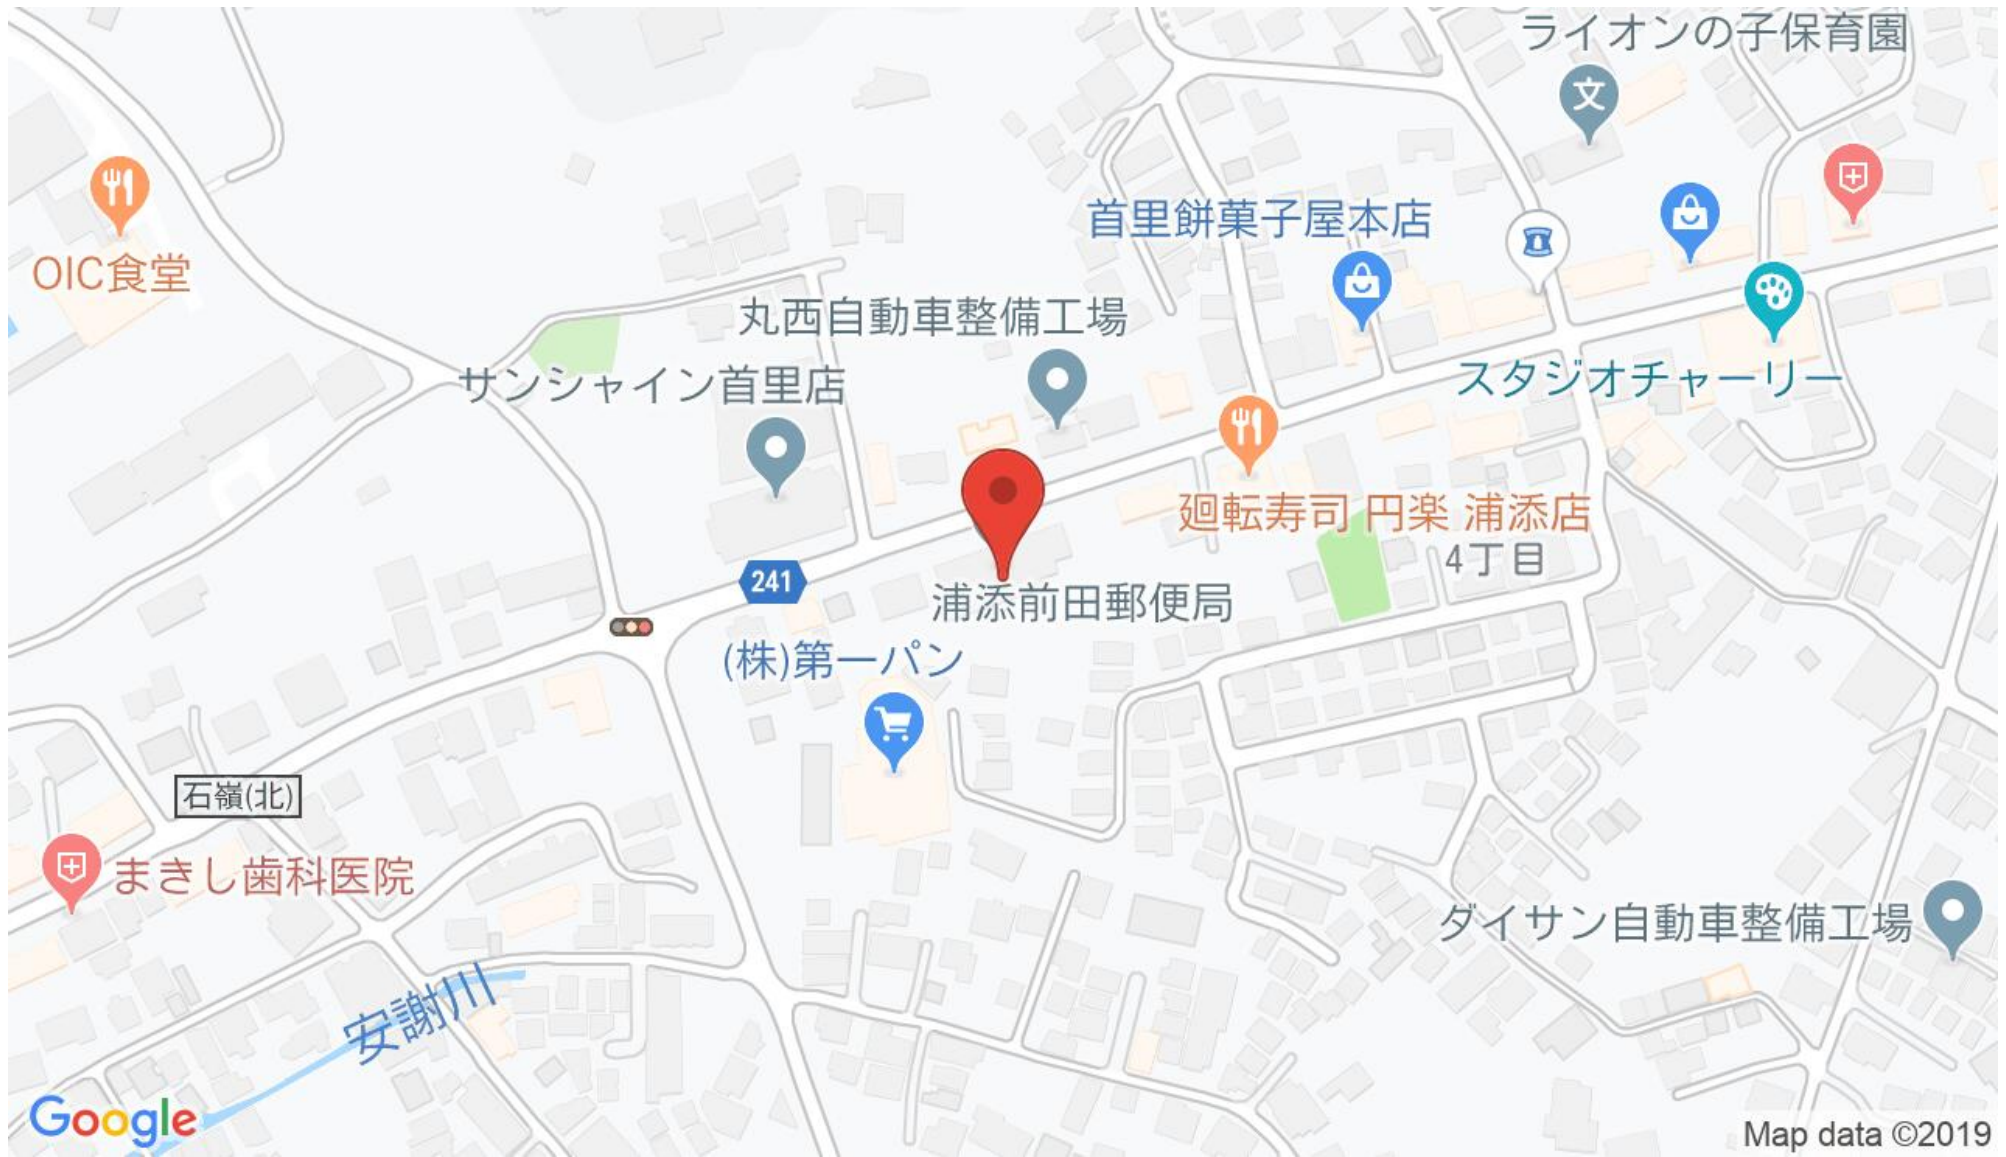 ライオンの子保育園
首里餅菓子屋本店
OIC食堂
丸西自動車整備工場
サンシャイン首里店
スタジオチャーリー
廻転寿司 円楽 浦添店
4丁目
241
浦添前田郵便局
(株)第一パン
石嶺(北)
まきし歯科医院
ダイサン自動車整備工場
安謝川
Google
Map data ©2019